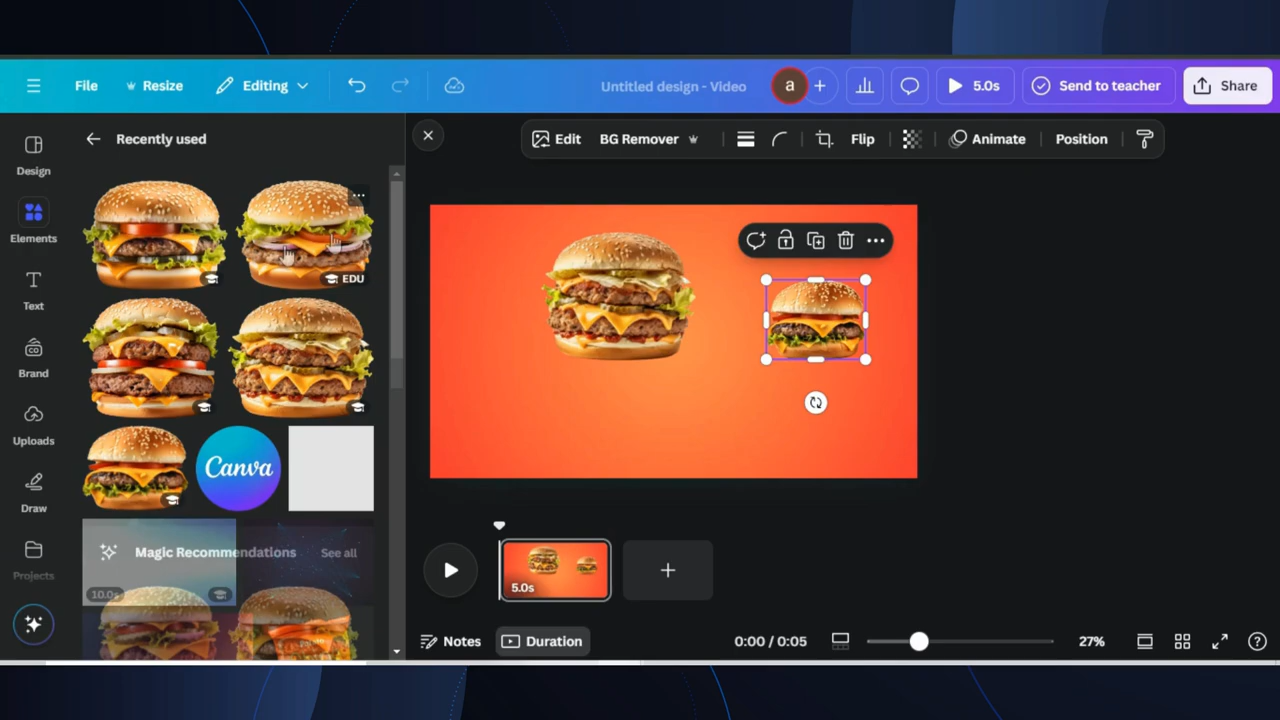 File
Resize
Editing
Untitled design - Video
a
5.0s
Send to teacher
Share
Design
Elements
Text
Brand
Uploads
Draw
Projects
Recently used
EDU
Canva
Magic Recommendations
See all
10.0s
Edit
BG Remover
Flip
Animate
Position
5.0s
Notes
Duration
0:00 / 0:05
27%